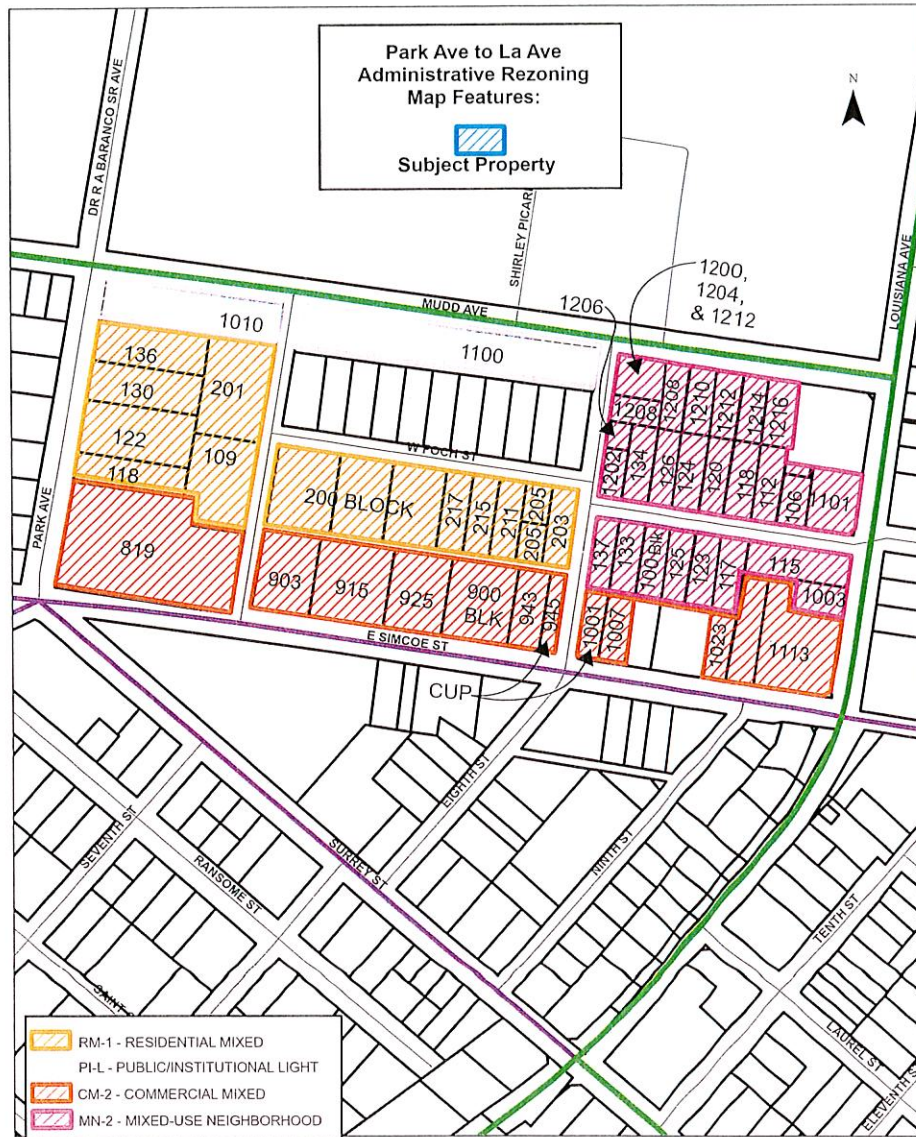 Park Ave to La Ave
Administrative Rezoning
Map Features:
Subject Property
N
DR R A BARANCO SR AVE
SHIRLEY PICARD
LOUISIANA AVE
MUDD AVE
1206
1200,
1204,
& 1212
1010
1100
136
201
130
122
109
118
819
PARK AVE
W FOCH ST
200 BLOCK
217
215
211
205
205
203
903
915
925
900
BLK
943
945
E SIMCOE ST
CUP
1208
1208
1210
1212
1214
1216
1202
134
126
124
120
118
112
106
1101
137
133
100 Blk
125
123
117
115
1003
1001
1007
1023
1113
SEVENTH ST
RANSOME ST
SURREY ST
EIGHTH ST
NINTH ST
TENTH ST
LAUREL ST
ELEVENTH ST
SAINT
RM-1 - RESIDENTIAL MIXED
PI-L - PUBLIC/INSTITUTIONAL LIGHT
CM-2 - COMMERCIAL MIXED
MN-2 - MIXED-USE NEIGHBORHOOD